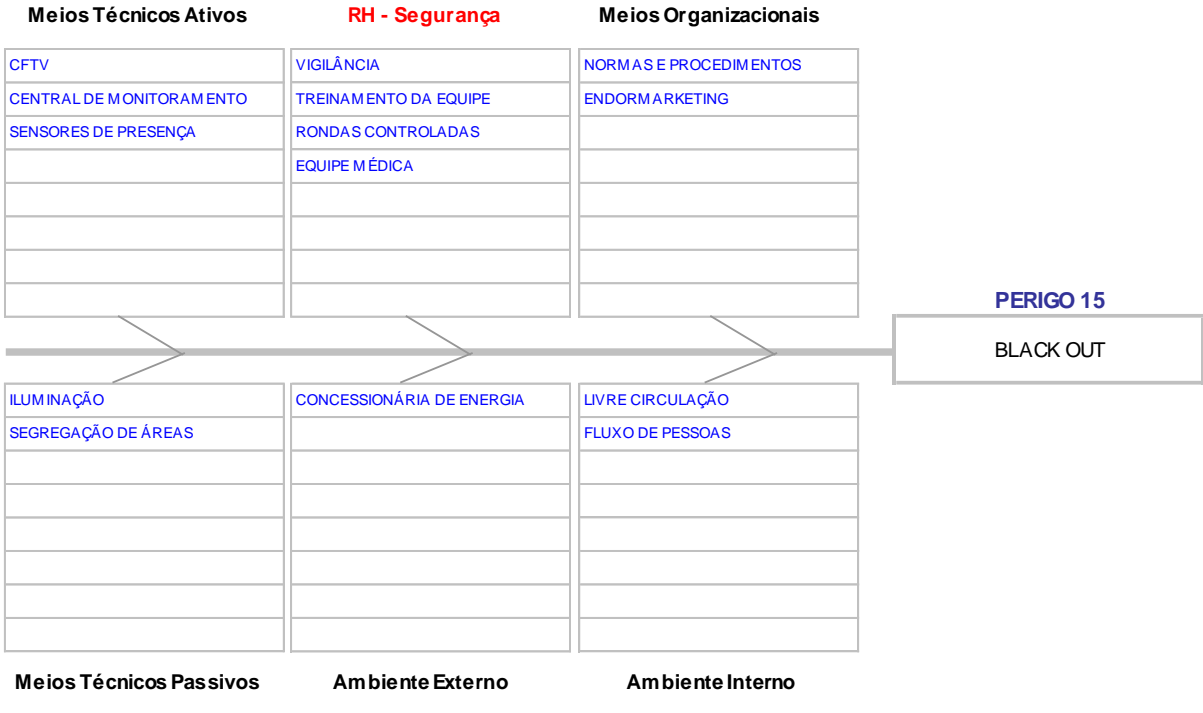 Meios Técnicos Ativos
RH - Segurança
Meios Organizacionais
CFTV
VIGILÂNCIA
NORMAS E PROCEDIMENTOS
CENTRAL DE MONITORAMENTO
TREINAMENTO DA EQUIPE
ENDORMARKETING
SENSORES DE PRESENÇA
RONDAS CONTROLADAS
EQUIPE MÉDICA
PERIGO 15
BLACK OUT
ILUMINAÇÃO
CONCESSIONÁRIA DE ENERGIA
LIVRE CIRCULAÇÃO
SEGREGAÇÃO DE ÁREAS
FLUXO DE PESSOAS
Meios Técnicos Passivos
Ambiente Externo
Ambiente Interno